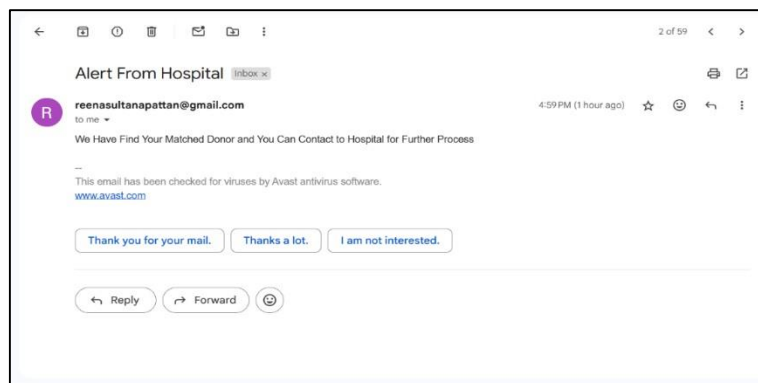 2 of 59
Alert From Hospital Inbox ×
R
reenasultanapattan@gmail.com
4:59 PM (1 hour ago)
to me
We Have Find Your Matched Donor and You Can Contact to Hospital for Further Process
--
This email has been checked for viruses by Avast antivirus software.
www.avast.com
Thank you for your mail. Thanks a lot. I am not interested.
Reply Forward